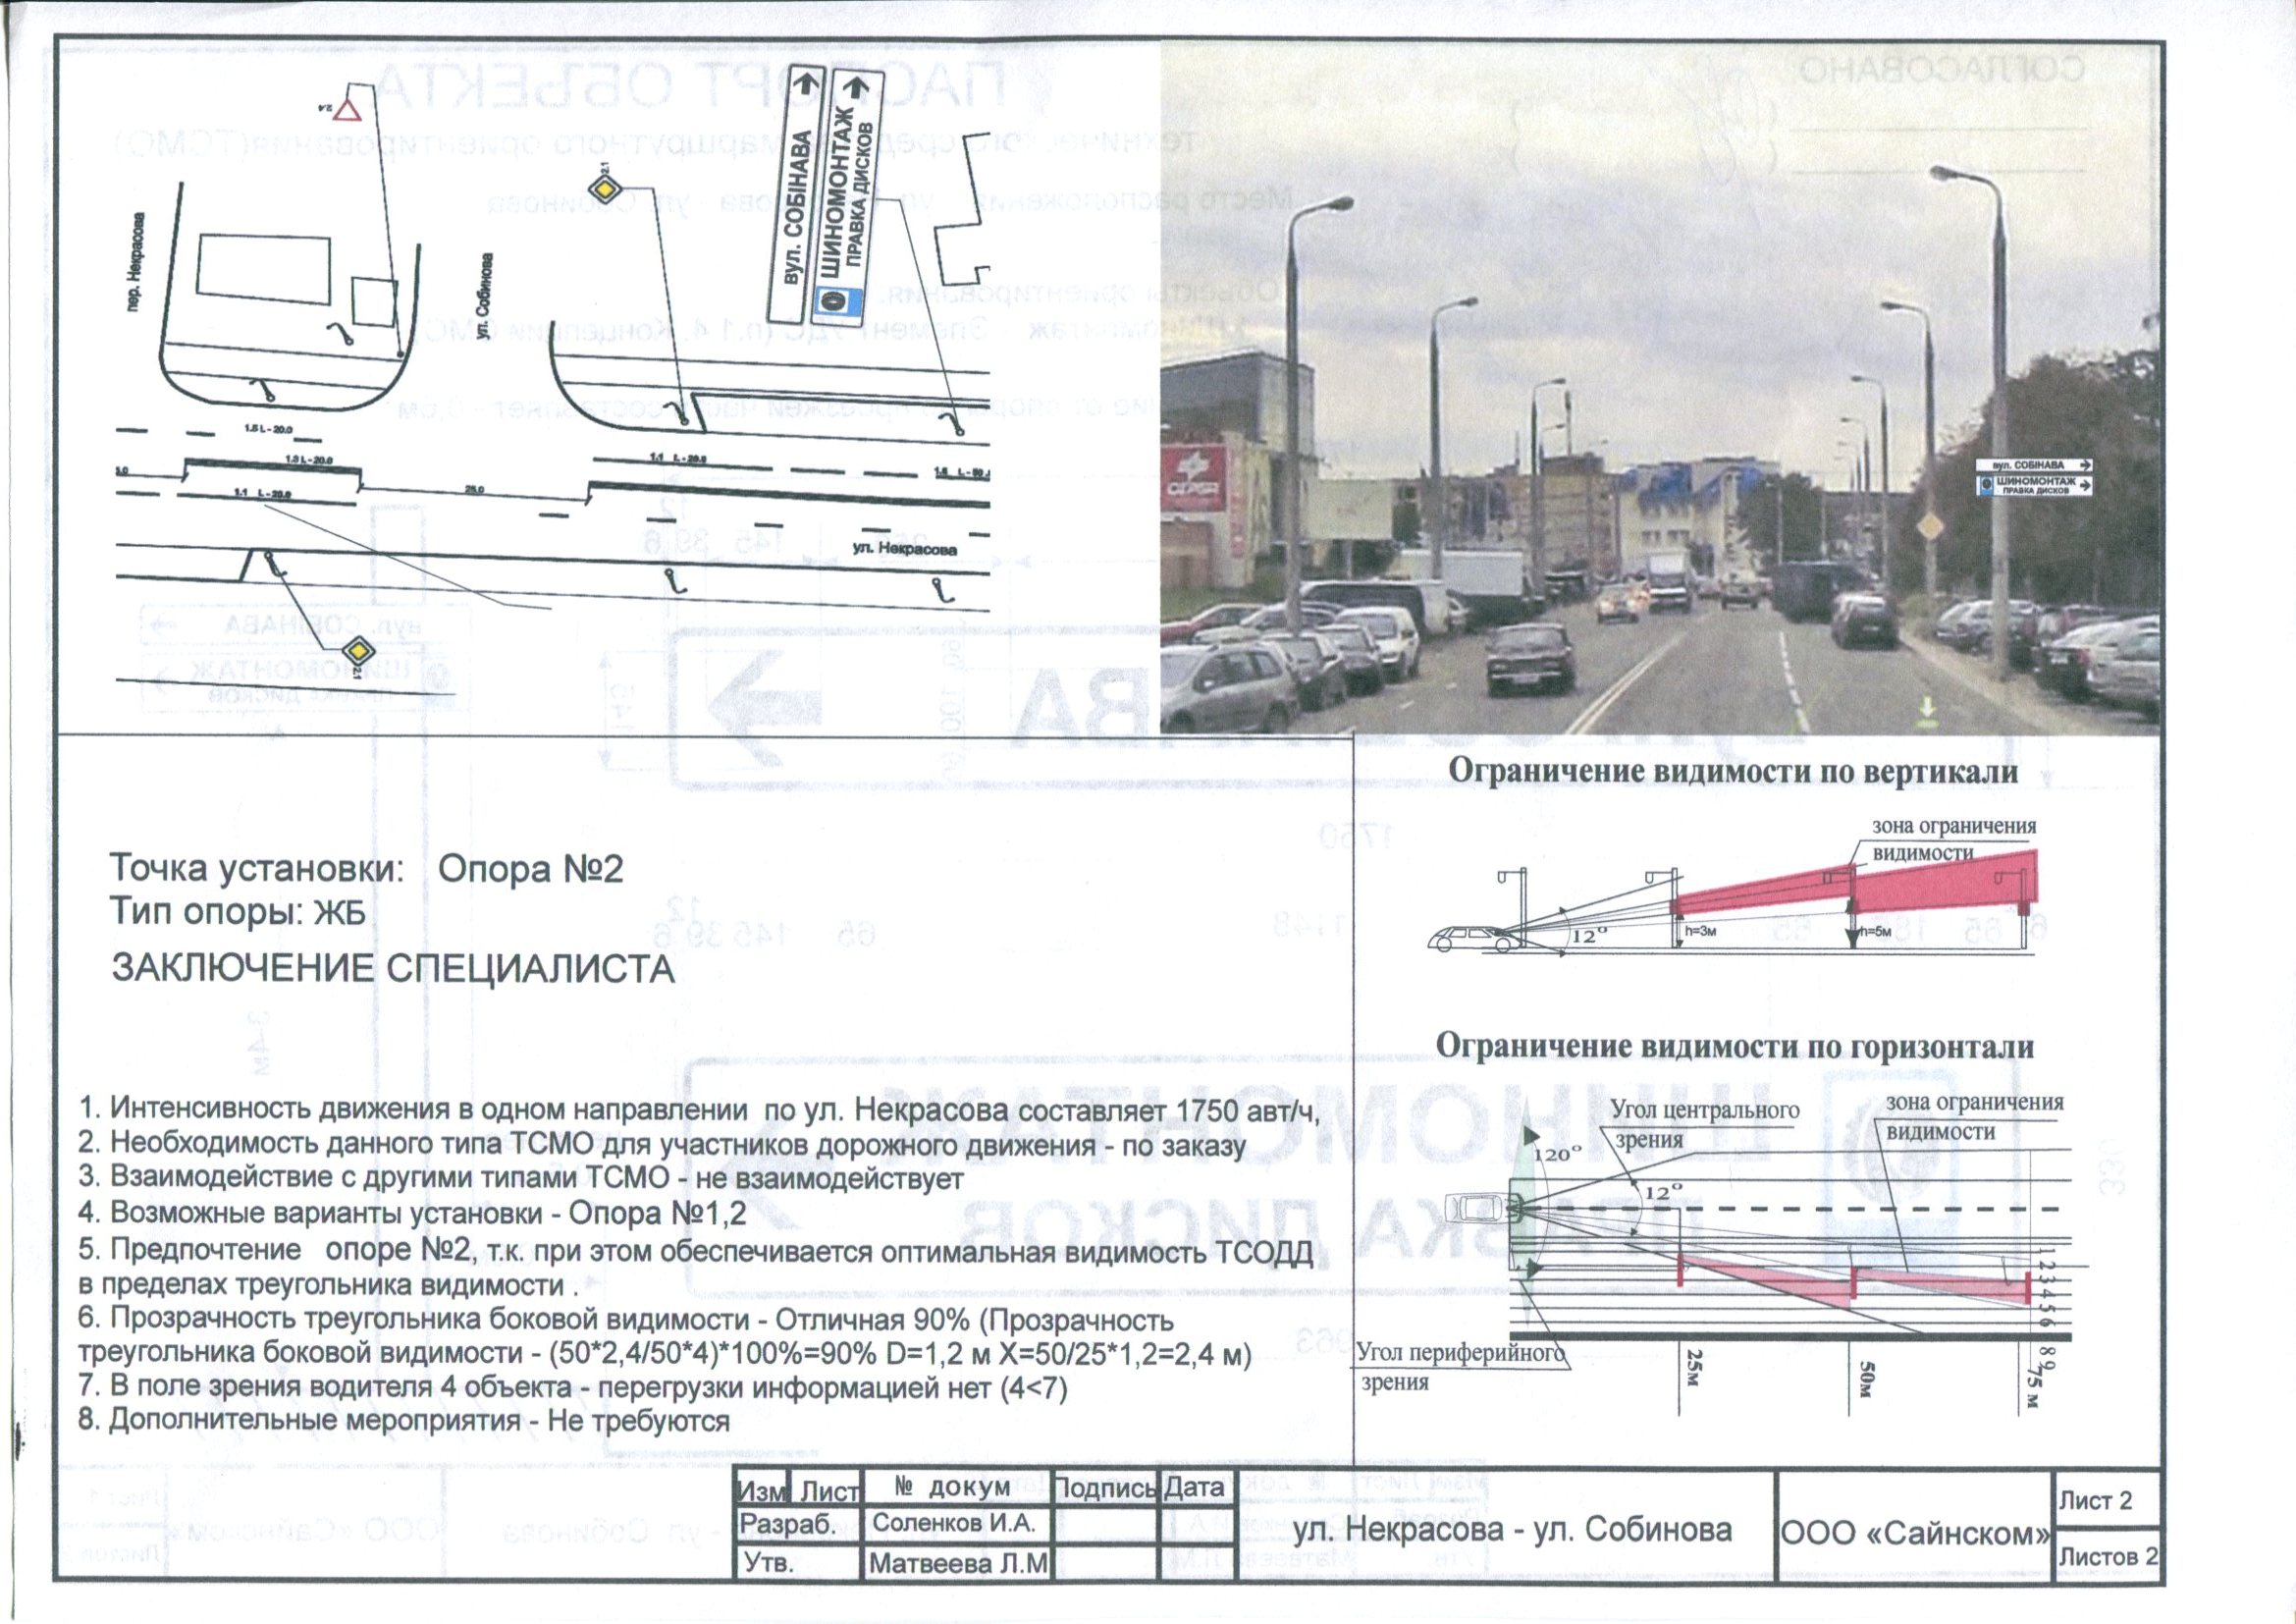 2.4
пер. Некрасова
ул. Собинова
2.1
вул. СОБІНАВА
ШИНОМОНТАЖ
ПРАВКА ДИСКОВ
1.5 L-20.0
1.3 L-20.0
1.1 L-20.0
25.0
1.1 L-20.0
ул. Некрасова
2.1
вул. СОБІНАВА
ШИНОМОНТАЖ
ПРАВКА ДИСКОВ
Точка установки: Опора №2
Тип опоры: ЖБ
ЗАКЛЮЧЕНИЕ СПЕЦИАЛИСТА
1. Интенсивность движения в одном направлении по ул. Некрасова составляет 1750 авт/ч,
2. Необходимость данного типа ТСМО для участников дорожного движения - по заказу
3. Взаимодействие с другими типами ТСМО - не взаимодействует
4. Возможные варианты установки - Опора №1,2
5. Предпочтение опоре №2, т.к. при этом обеспечивается оптимальная видимость ТСОДД
в пределах треугольника видимости .
6. Прозрачность треугольника боковой видимости - Отличная 90% (Прозрачность
треугольника боковой видимости - (50*2,4/50*4)*100%=90% D=1,2 м X=50/25*1,2=2,4 м)
7. В поле зрения водителя 4 объекта - перегрузки информацией нет (4<7)
8. Дополнительные мероприятия - Не требуются
Ограничение видимости по вертикали
зона ограничения
видимости
12°
h=3м
h=5м
Ограничение видимости по горизонтали
Угол центрального
зрения
зона ограничения
видимости
120°
12°
1 2 3 4 5 6 8 9
Угол периферийного
зрения
25м
50м
75 м
Изм Лист № докум Подпись Дата
Разраб. Соленков И.А.
Утв. Матвеева Л.М
ул. Некрасова - ул. Собинова
ООО «Сайнском»
Лист 2
Листов 2